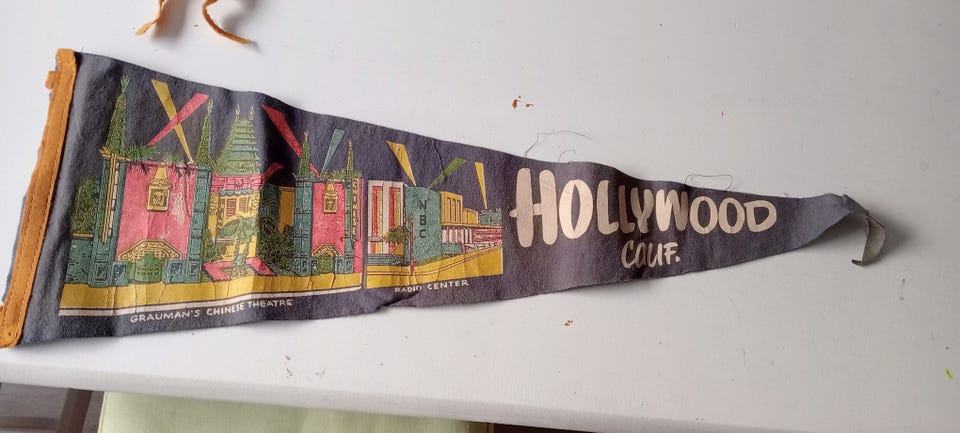 GRAUMAN'S CHINESE THEATRE
NBC
RADIO CENTER
HOLLYWOOD
CALIF.